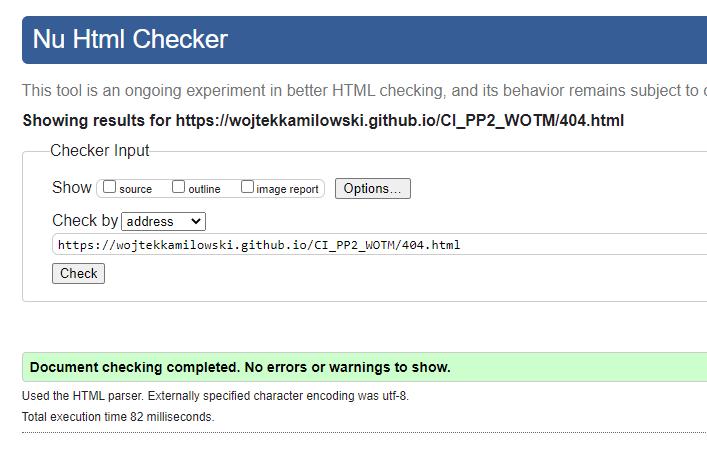 Nu Html Checker
This tool is an ongoing experiment in better HTML checking, and its behavior remains subject to
Showing results for https://wojtekkamilowski.github.io/CI_PP2_WOTM/404.html
Checker Input
Show source outline image report Options...
Check by address
https://wojtekkamilowski.github.io/CI_PP2_WOTM/404.html
Check
Document checking completed. No errors or warnings to show.
Used the HTML parser. Externally specified character encoding was utf-8.
Total execution time 82 milliseconds.